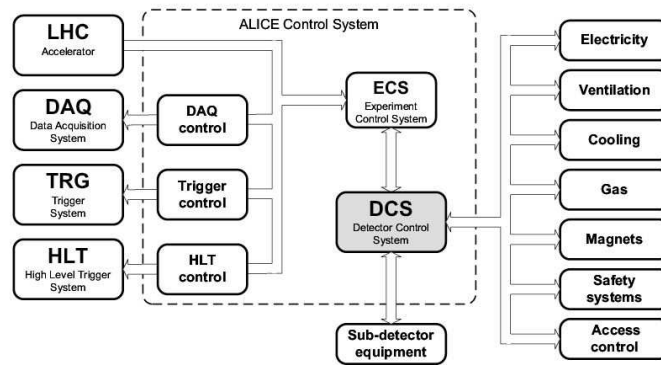 ALICE Control System
LHC
Accelerator
DAQ
Data Acquisition
System
TRG
Trigger
System
HLT
High Level Trigger
System
DAQ
control
Trigger
control
HLT
control
ECS
Experiment
Control System
DCS
Detector Control
System
Sub-detector
equipment
Electricity
Ventilation
Cooling
Gas
Magnets
Safety
systems
Access
control